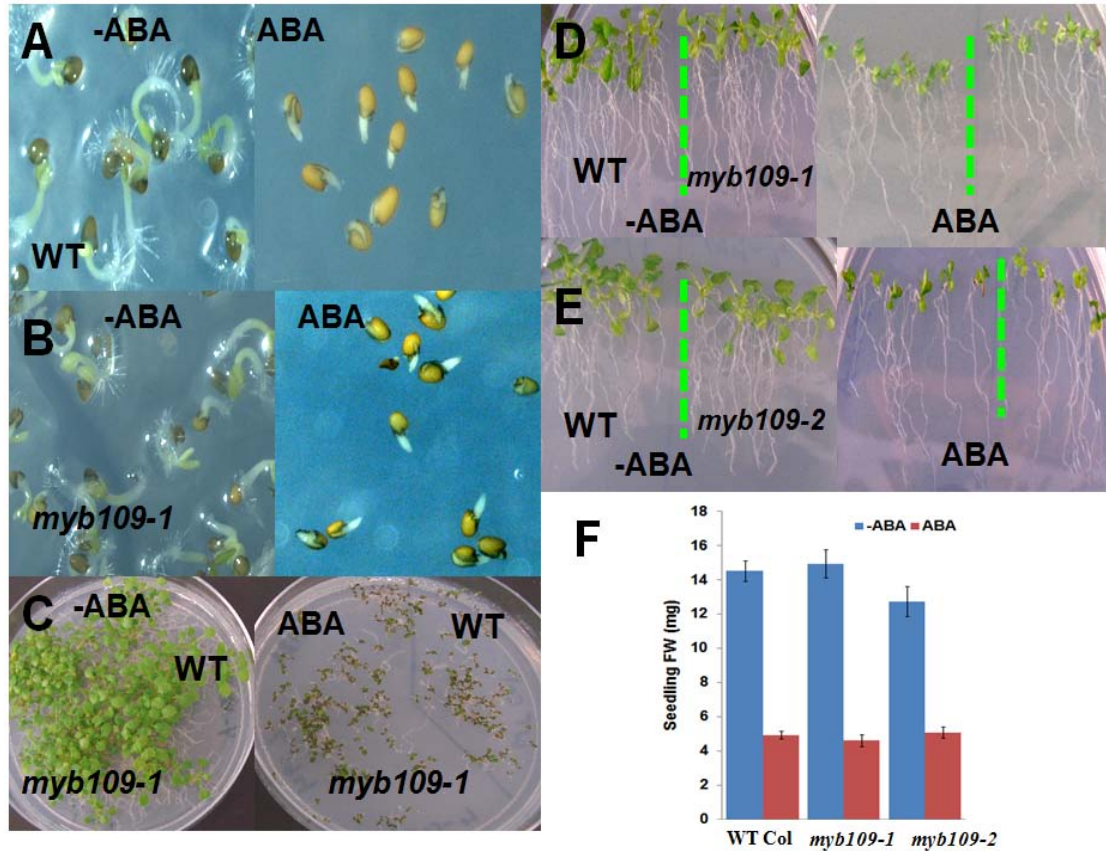 A
-ABA
ABA
WT
B
-ABA
ABA
myb109-1
C
-ABA
WT
myb109-1
ABA
WT
myb109-1
D
WT
myb109-1
-ABA
ABA
E
WT
myb109-2
-ABA
ABA
F
-ABA
ABA
Seedling FW (mg)
18
16
14
12
10
8
6
4
2
0
WT Col
myb109-1
myb109-2